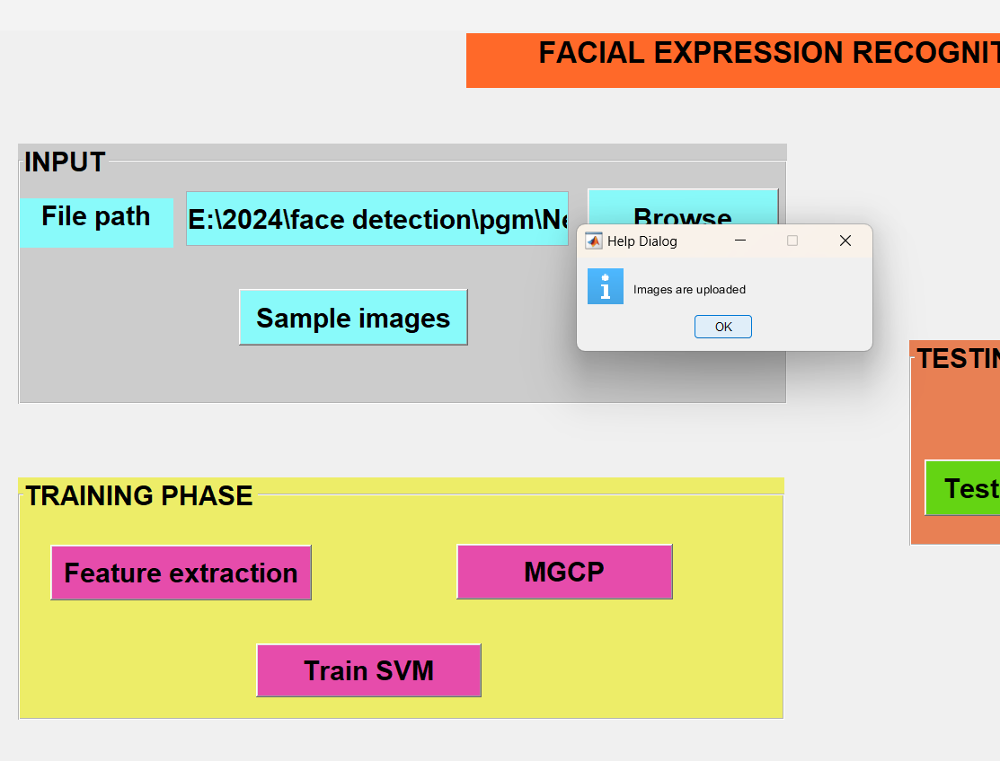 FACIAL EXPRESSION RECOGNIT
INPUT
File path
E:\2024\face detection\pgm\Ne
Browse
Help Dialog
Images are uploaded
OK
Sample images
TESTIN
Test
TRAINING PHASE
Feature extraction
MGCP
Train SVM